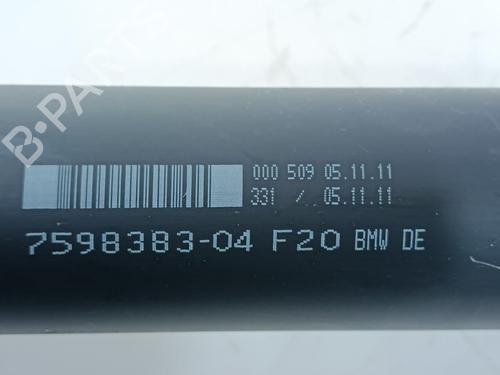 B-PARTS
000 509 05.11.11
331 / 05.11.11
7598383-04 F20 BMW DE